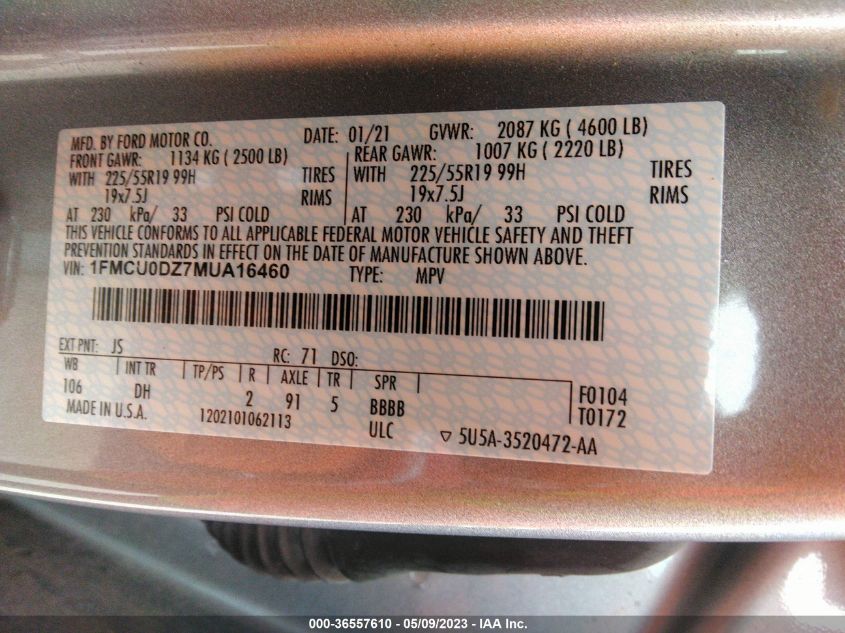 MFD. BY FORD MOTOR CO. DATE: 01/21 GVWR: 2087 KG ( 4600 LB)
FRONT GAWR: 1134 KG ( 2500 LB) REAR GAWR: 1007 KG ( 2220 LB)
WITH 225/55R19 99H TIRES WITH 225/55R19 99H TIRES
19x7.5J RIMS 19x7.5J RIMS
AT 230 kPa/ 33 PSI COLD AT 230 kPa/ 33 PSI COLD
THIS VEHICLE CONFORMS TO ALL APPLICABLE FEDERAL MOTOR VEHICLE SAFETY AND THEFT
PREVENTION STANDARDS IN EFFECT ON THE DATE OF MANUFACTURE SHOWN ABOVE.
VIN: 1FMCU0DZ7MUA16460 TYPE: MPV
EXT PNT: JS RC: 71 DSO:
WB INT TR TP/PS R AXLE TR SPR
106 DH 2 91 5 BBBB F0104
MADE IN U.S.A. 1202101062113 ULC T0172
5U5A-3520472-AA
000-36557610 / 05/09/2023 - IAA Inc.